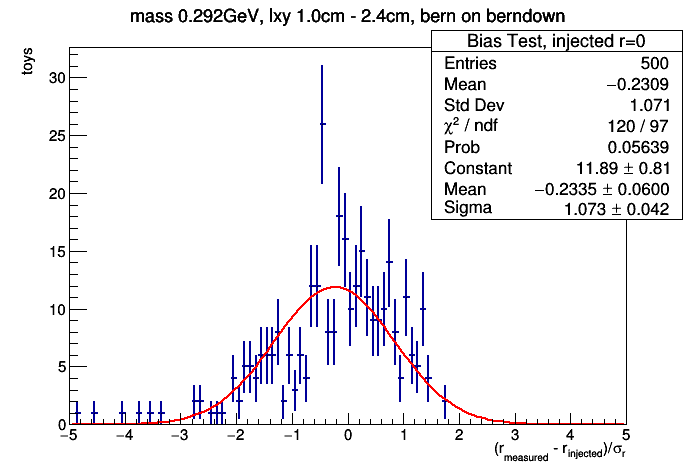 mass 0.292GeV, lxy 1.0cm - 2.4cm, bern on berndown
Bias Test, injected r=0
Entries 500
Mean −0.2309
Std Dev 1.071
χ² / ndf 120 / 97
Prob 0.05639
Constant 11.89 ± 0.81
Mean −0.2335 ± 0.0600
Sigma 1.073 ± 0.042
toys
30
25
20
15
10
5
0
−5 −4 −3 −2 −1 0 1 2 3 4 5
(r_measured - r_injected)/σ_r